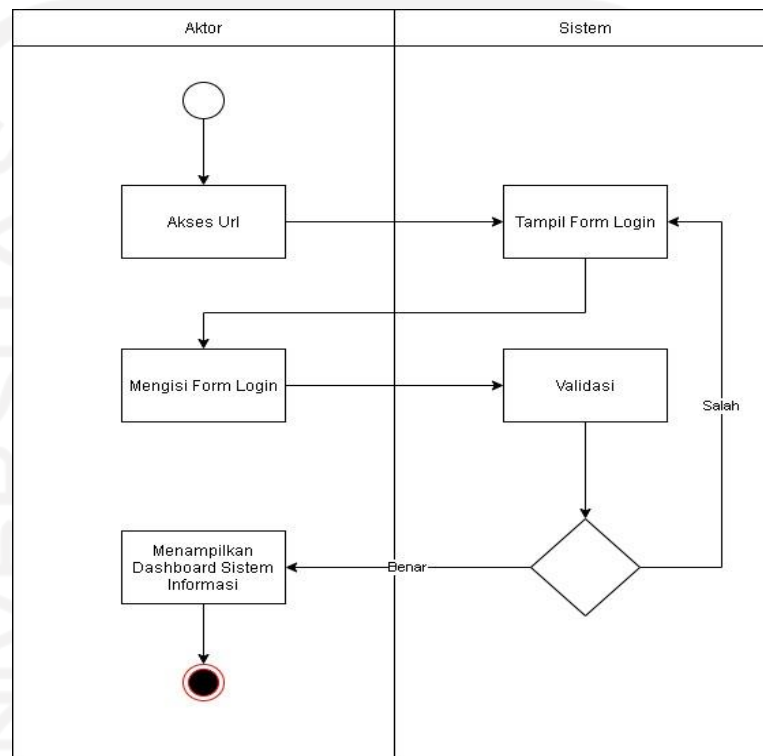 Aktor
Sistem
Akses Url
Tampil Form Login
Mengisi Form Login
Validasi
Salah
Menampilkan
Dashboard Sistem
Informasi
Benar